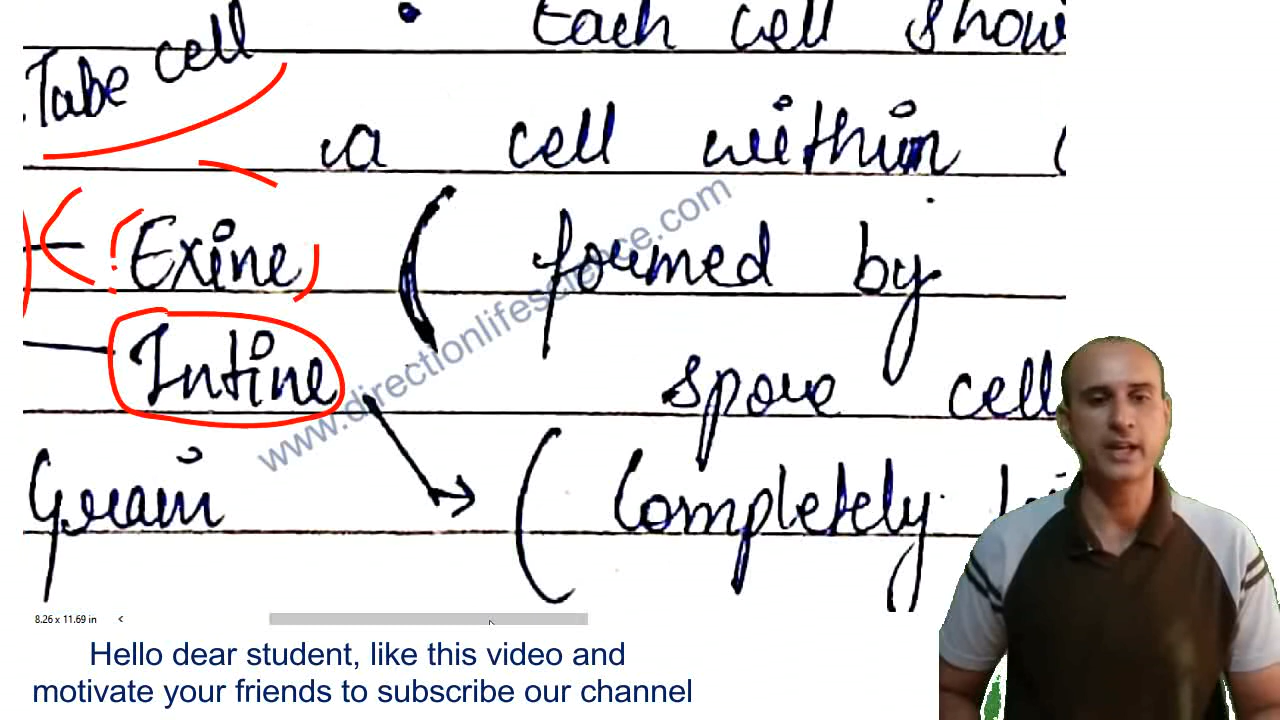 Each cell
Tube cell
a cell within
Exine ( formed by
Intine
spore cell
Grain
( Completely
www.directionlifescience.com
8.26 x 11.69 in <
Hello dear student, like this video and
motivate your friends to subscribe our channel